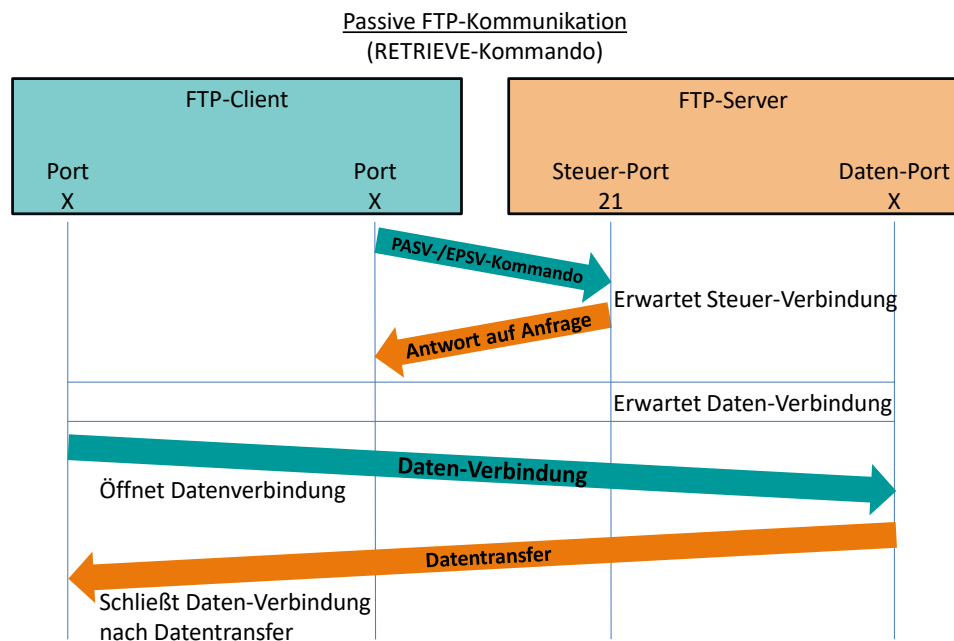 Passive FTP-Kommunikation
(RETRIEVE-Kommando)
FTP-Client
FTP-Server
Port
X
Port
X
Steuer-Port
21
Daten-Port
X
PASV-/EPSV-Kommando
Erwartet Steuer-Verbindung
Antwort auf Anfrage
Erwartet Daten-Verbindung
Daten-Verbindung
Öffnet Datenverbindung
Datentransfer
Schließt Daten-Verbindung
nach Datentransfer